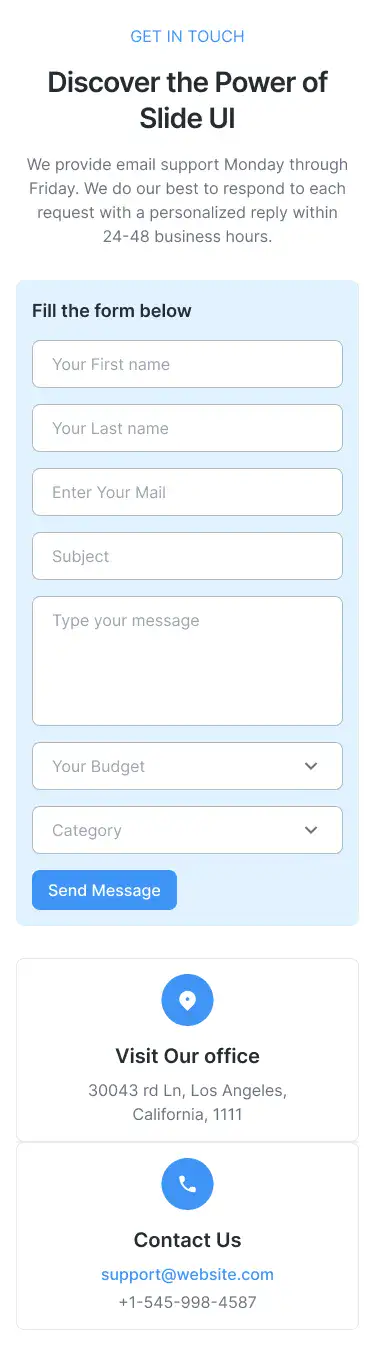 GET IN TOUCH
Discover the Power of
Slide UI
We provide email support Monday through
Friday. We do our best to respond to each
request with a personalized reply within
24-48 business hours.
Fill the form below
Your First name
Your Last name
Enter Your Mail
Subject
Type your message
Your Budget
Category
Send Message
Visit Our office
30043 rd Ln, Los Angeles,
California, 1111
Contact Us
support@website.com
+1-545-998-4587